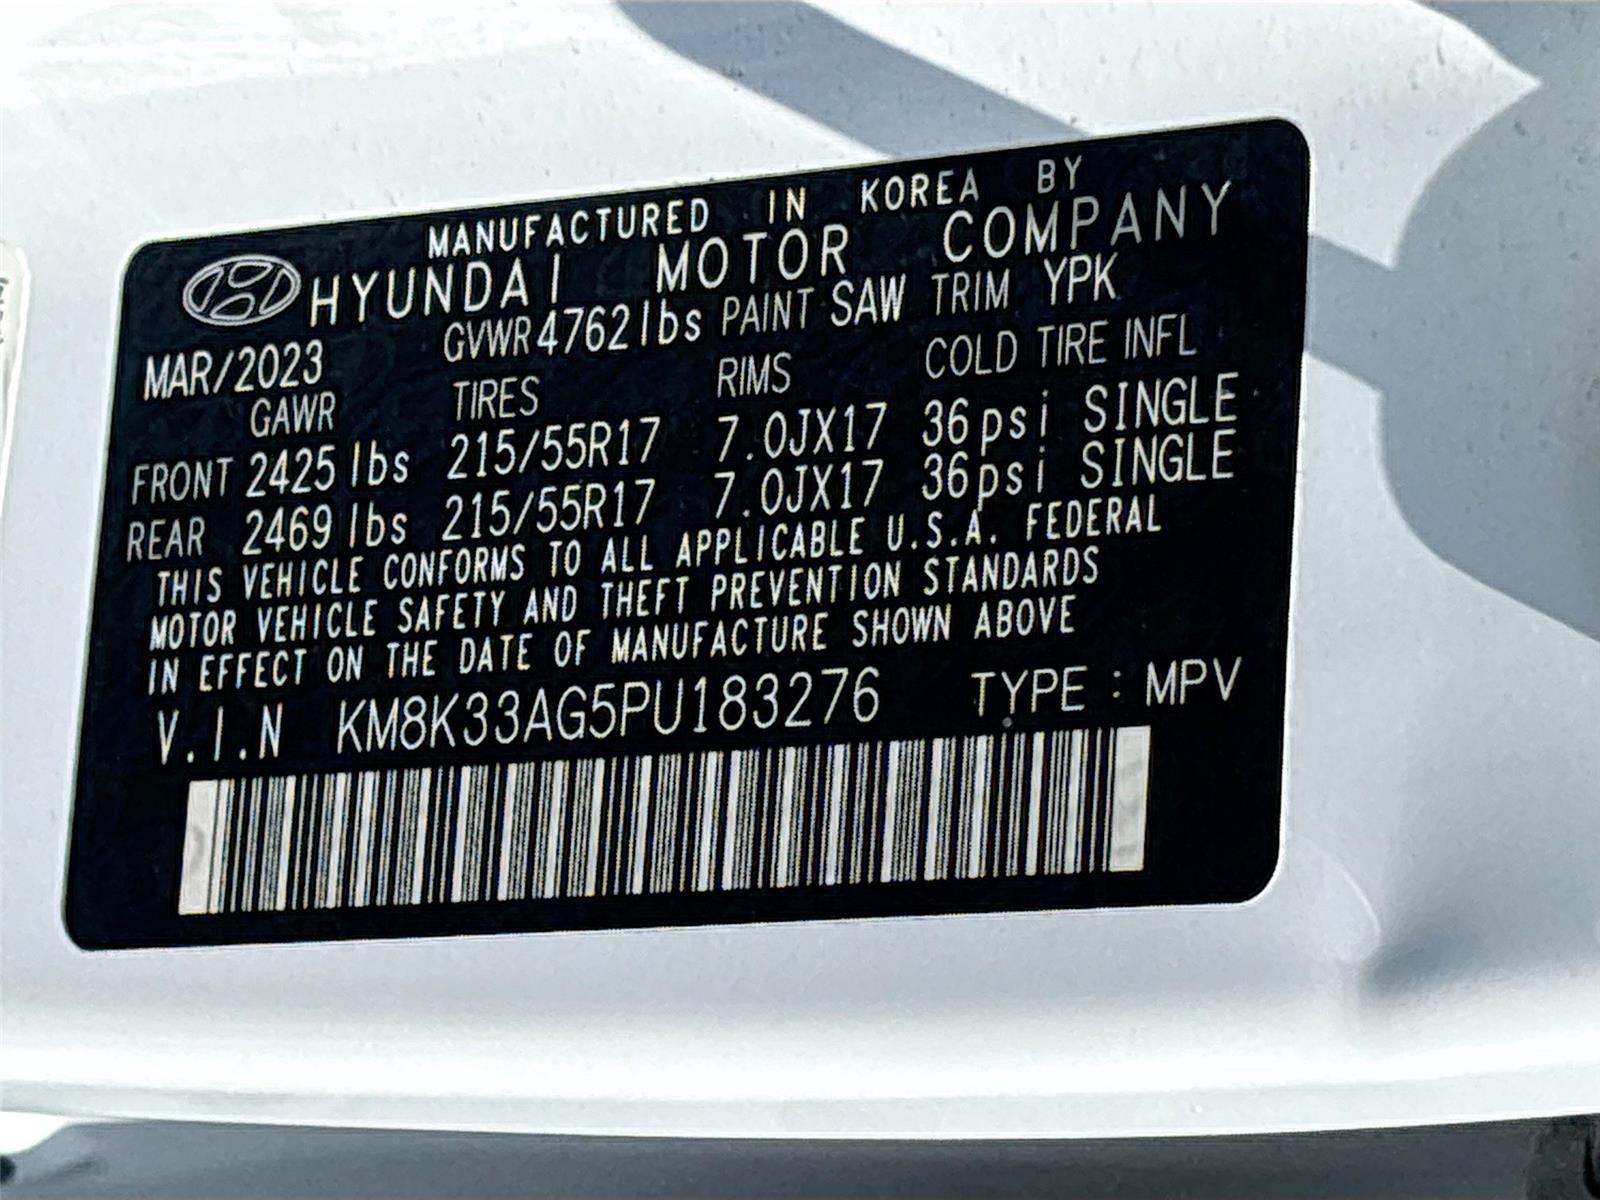 MANUFACTURED IN KOREA BY
HYUNDAI MOTOR COMPANY
MAR/2023 GVWR 4762 lbs PAINT SAW TRIM YPK
GAWR TIRES RIMS COLD TIRE INFL
FRONT 2425 lbs 215/55R17 7.0JX17 36psi SINGLE
REAR 2469 lbs 215/55R17 7.0JX17 36psi SINGLE
THIS VEHICLE CONFORMS TO ALL APPLICABLE U.S.A. FEDERAL
MOTOR VEHICLE SAFETY AND THEFT PREVENTION STANDARDS
IN EFFECT ON THE DATE OF MANUFACTURE SHOWN ABOVE
V.I.N KM8K33AG5PU183276 TYPE : MPV